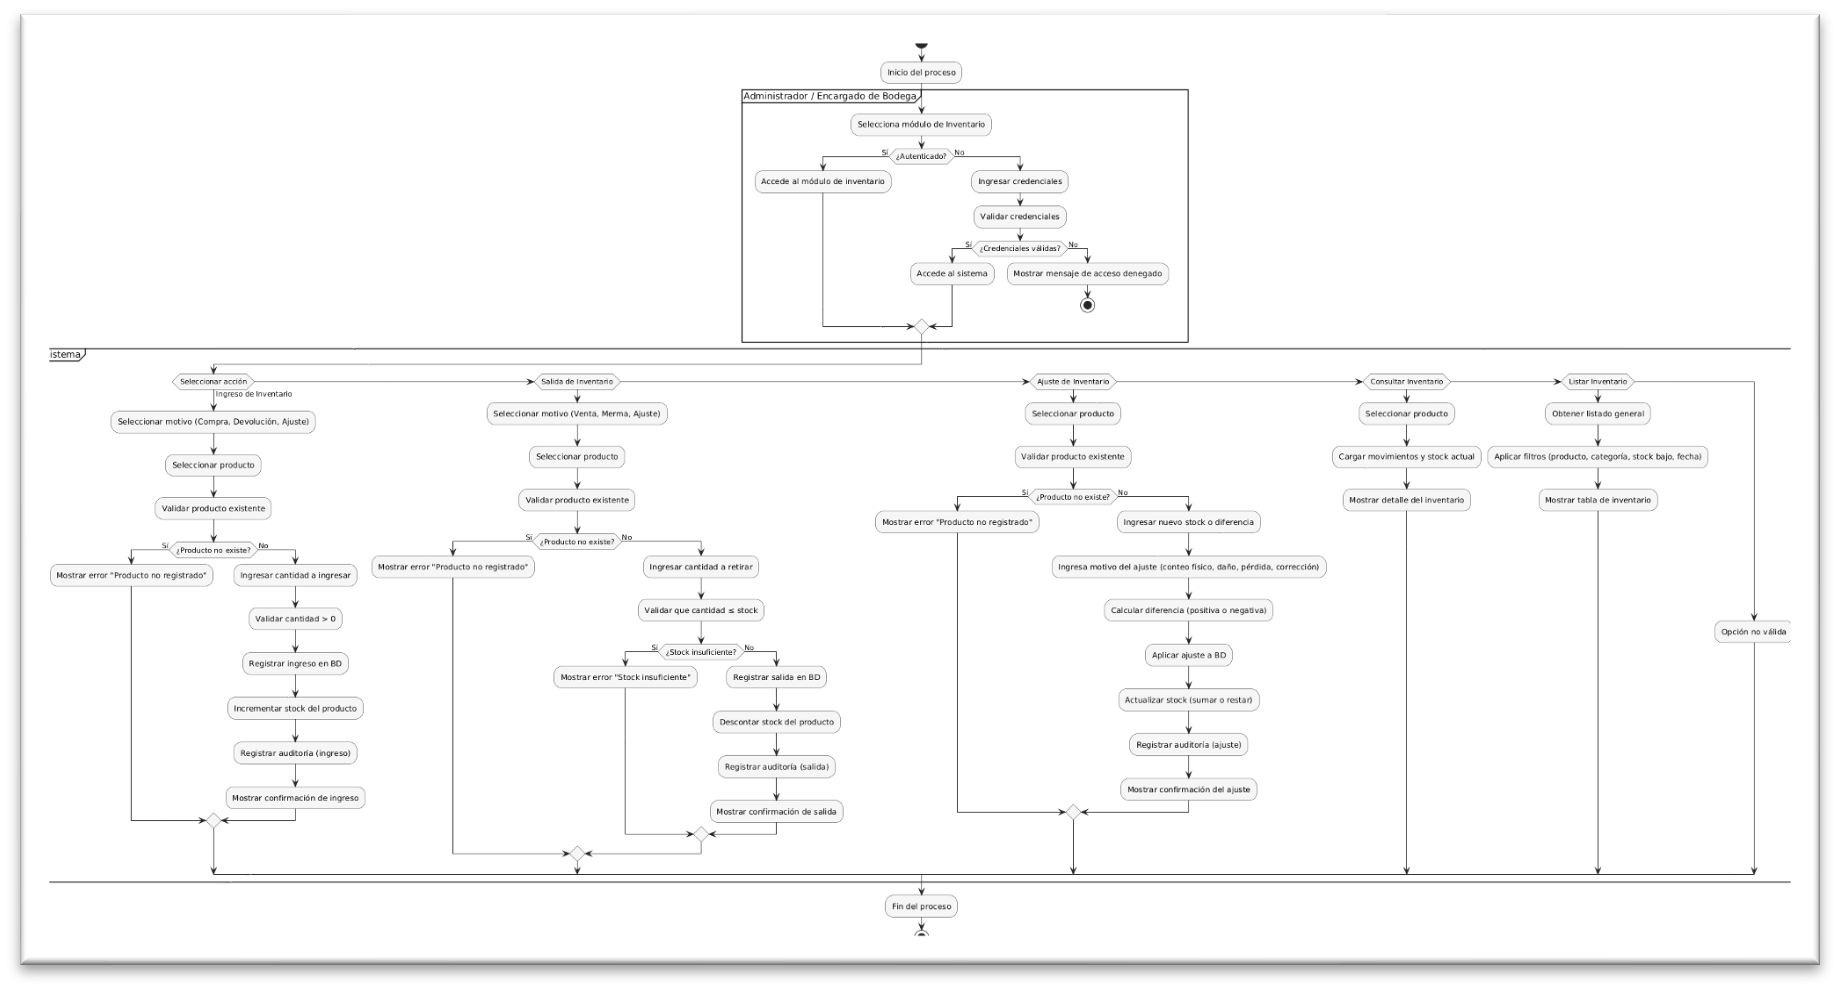 Inicio del proceso
Administrador / Encargado de Bodega
Selecciona módulo de Inventario
¿Autenticado?
Sí
No
Accede al módulo de inventario
Ingresar credenciales
Validar credenciales
¿Credenciales válidas?
Sí
No
Accede al sistema
Mostrar mensaje de acceso denegado
istema
Seleccionar acción
Ingreso de Inventario
Seleccionar motivo (Compra, Devolución, Ajuste)
Seleccionar producto
Validar producto existente
¿Producto no existe?
Sí
No
Mostrar error "Producto no registrado"
Ingresar cantidad a ingresar
Validar cantidad > 0
Registrar ingreso en BD
Incrementar stock del producto
Registrar auditoría (ingreso)
Mostrar confirmación de ingreso
Salida de Inventario
Seleccionar motivo (Venta, Merma, Ajuste)
Seleccionar producto
Validar producto existente
¿Producto no existe?
Sí
No
Mostrar error "Producto no registrado"
Ingresar cantidad a retirar
Validar que cantidad ≤ stock
¿Stock insuficiente?
Sí
No
Mostrar error "Stock insuficiente"
Registrar salida en BD
Descontar stock del producto
Registrar auditoría (salida)
Mostrar confirmación de salida
Ajuste de Inventario
Seleccionar producto
Validar producto existente
¿Producto no existe?
Sí
No
Mostrar error "Producto no registrado"
Ingresar nuevo stock o diferencia
Ingresa motivo del ajuste (conteo físico, daño, pérdida, corrección)
Calcular diferencia (positiva o negativa)
Aplicar ajuste a BD
Actualizar stock (sumar o restar)
Registrar auditoría (ajuste)
Mostrar confirmación del ajuste
Consultar Inventario
Seleccionar producto
Cargar movimientos y stock actual
Mostrar detalle del inventario
Listar Inventario
Obtener listado general
Aplicar filtros (producto, categoría, stock bajo, fecha)
Mostrar tabla de inventario
Opción no válida
Fin del proceso